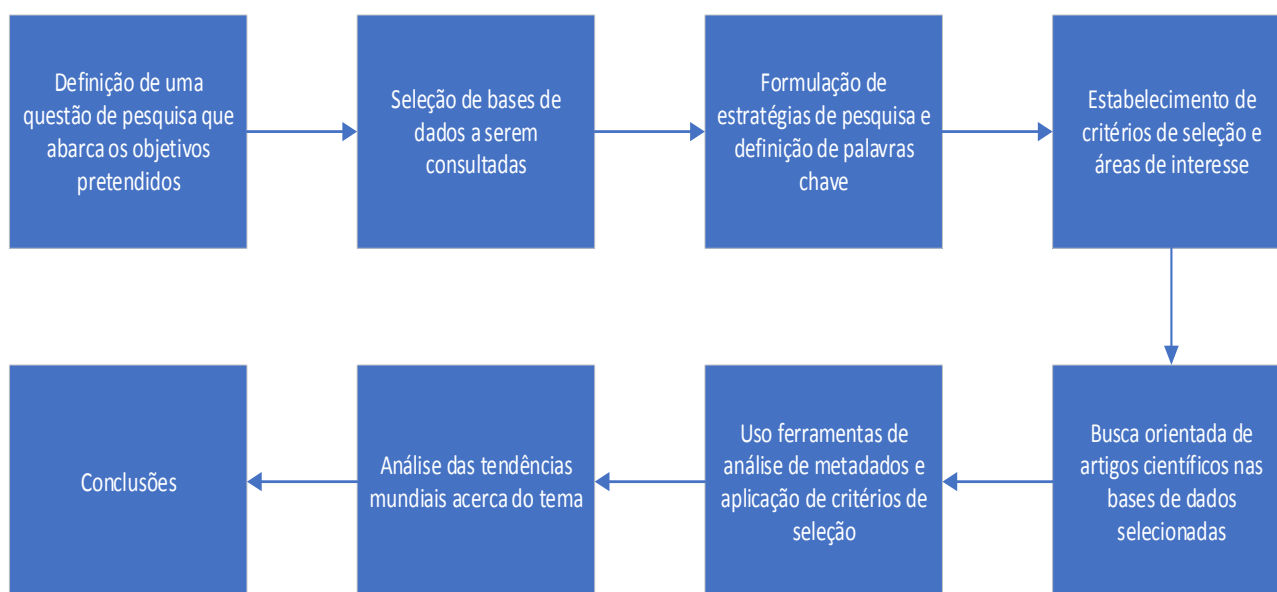 Definição de uma
questão de pesquisa que
abarca os objetivos
pretendidos
Seleção de bases de
dados a serem
consultadas
Formulação de
estratégias de pesquisa e
definição de palavras
chave
Estabelecimento de
critérios de seleção e
áreas de interesse
Busca orientada de
artigos científicos nas
bases de dados
selecionadas
Uso ferramentas de
análise de metadados e
aplicação de critérios de
seleção
Análise das tendências
mundiais acerca do tema
Conclusões